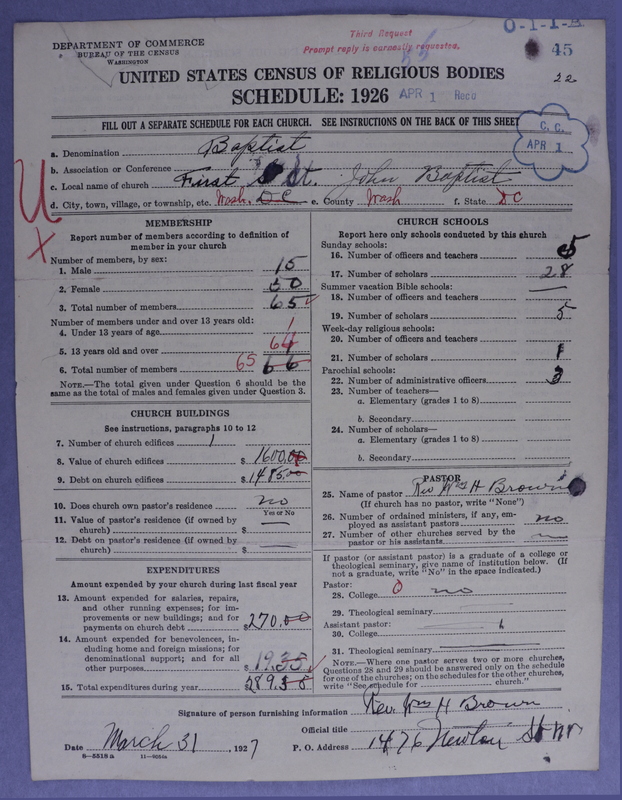 O-1-1-
DEPARTMENT OF COMMERCE
BUREAU OF THE CENSUS
WASHINGTON
Third Request
Prompt reply is earnestly requested.
45
UNITED STATES CENSUS OF RELIGIOUS BODIES
22
SCHEDULE: 1926
APR 1 Recd
FILL OUT A SEPARATE SCHEDULE FOR EACH CHURCH. SEE INSTRUCTIONS ON THE BACK OF THIS SHEET
C. C.
APR 1
a. Denomination Baptist
b. Association or Conference
c. Local name of church First St. John Baptist
d. City, town, village, or township, etc. Wash. D C e. County Wash f. State D C
U
X
MEMBERSHIP
Report number of members according to definition of
member in your church
Number of members, by sex:
1. Male 15
2. Female 50
3. Total number of members 65
Number of members under and over 13 years old:
4. Under 13 years of age 1
5. 13 years old and over 64
6. Total number of members 65 66
NOTE.—The total given under Question 6 should be the
same as the total of males and females given under Question 3.
CHURCH BUILDINGS
See instructions, paragraphs 10 to 12
7. Number of church edifices 1
8. Value of church edifices $ 1600.00
9. Debt on church edifices $ 1485.00
10. Does church own pastor's residence no
Yes or No
11. Value of pastor's residence (if owned by
church) $
12. Debt on pastor's residence (if owned by
church) $
EXPENDITURES
Amount expended by your church during last fiscal year
13. Amount expended for salaries, repairs,
and other running expenses; for im-
provements or new buildings; and for
payments on church debt $270.00
14. Amount expended for benevolences, in-
cluding home and foreign missions; for
denominational support; and for all
other purposes $ 19.38
15. Total expenditures during year $289.38
CHURCH SCHOOLS
Report here only schools conducted by this church
Sunday schools:
16. Number of officers and teachers 5
17. Number of scholars 28
Summer vacation Bible schools:
18. Number of officers and teachers
19. Number of scholars 5
Week-day religious schools:
20. Number of officers and teachers
21. Number of scholars 1
Parochial schools:
22. Number of administrative officers
23. Number of teachers—
a. Elementary (grades 1 to 8)
b. Secondary
24. Number of scholars—
a. Elementary (grades 1 to 8)
b. Secondary
PASTOR
25. Name of pastor Rev Wm H Brown
(If church has no pastor, write "None")
26. Number of ordained ministers, if any, em-
ployed as assistant pastors no
27. Number of other churches served by the
pastor or his assistants
If pastor (or assistant pastor) is a graduate of a college or
theological seminary, give name of institution below. (If
not a graduate, write "No" in the space indicated.)
Pastor:
28. College 0 no
29. Theological seminary
Assistant pastor:
30. College
31. Theological seminary
NOTE.—Where one pastor serves two or more churches,
Questions 28 and 29 should be answered only on the schedule
for one of the churches; on the schedules for the other churches,
write "See schedule for church."
Signature of person furnishing information Rev. Wm H Brown
Official title
Date March 31, 1927 P. O. Address 1476 Newton St NW
8—5518a 11—9054a